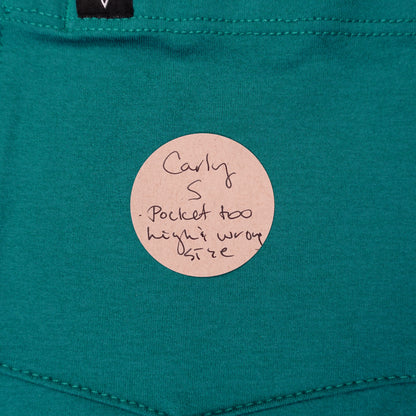 Carly
S
. Pocket too
high & wrong
size